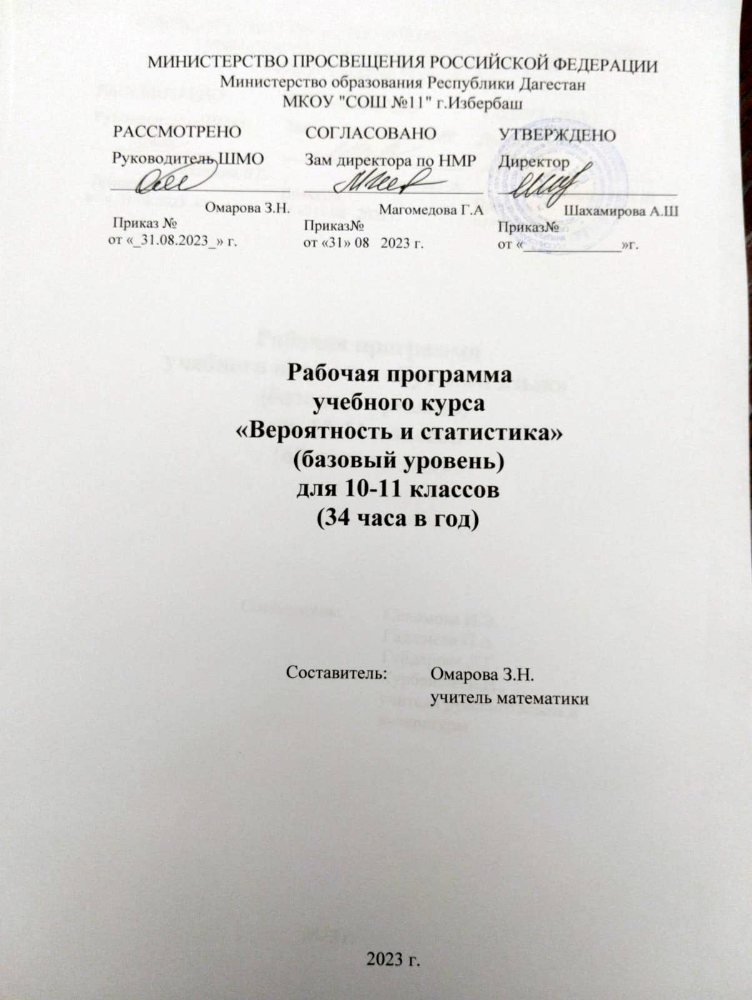 МИНИСТЕРСТВО ПРОСВЕЩЕНИЯ РОССИЙСКОЙ ФЕДЕРАЦИИ
Министерство образования Республики Дагестан
МКОУ "СОШ №11" г.Избербаш
РАССМОТРЕНО
Руководитель ШМО
Омарова З.Н.
Приказ №
от «_31.08.2023_» г.
СОГЛАСОВАНО
Зам директора по НМР
Магомедова Г.А
Приказ№
от «31» 08 2023 г.
УТВЕРЖДЕНО
Директор
Шахамирова А.Ш
Приказ№
от «______________»г.
Рабочая программа
учебного курса
«Вероятность и статистика»
(базовый уровень)
для 10-11 классов
(34 часа в год)
Составитель: Омарова З.Н.
учитель математики
2023 г.